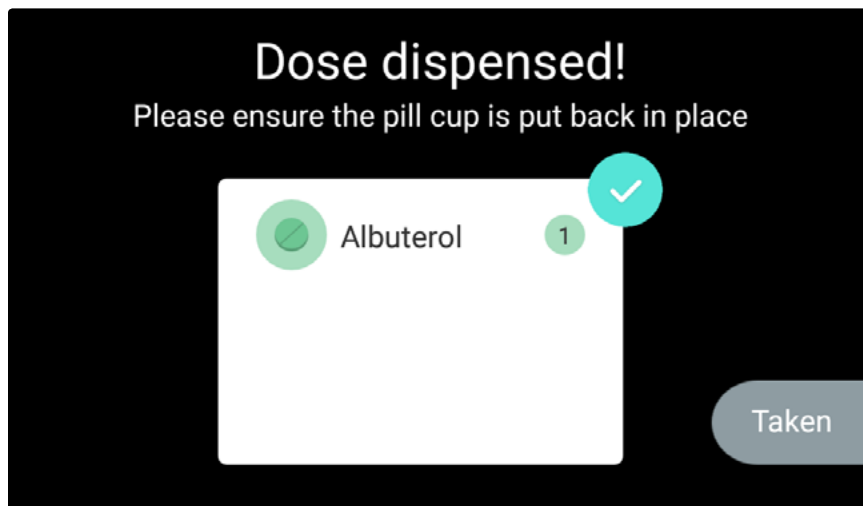 Dose dispensed!
Please ensure the pill cup is put back in place
Albuterol 1
Taken